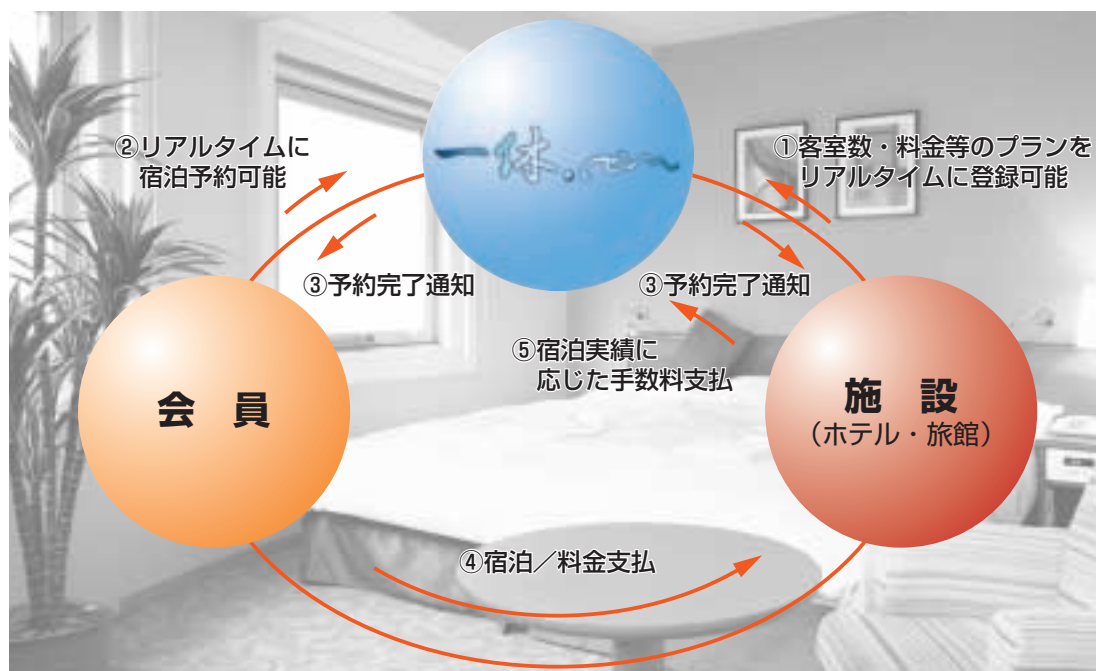 一休.com
②リアルタイムに
宿泊予約可能
①客室数・料金等のプランを
リアルタイムに登録可能
③予約完了通知
③予約完了通知
⑤宿泊実績に
応じた手数料支払
会 員
施 設
（ホテル・旅館）
④宿泊／料金支払